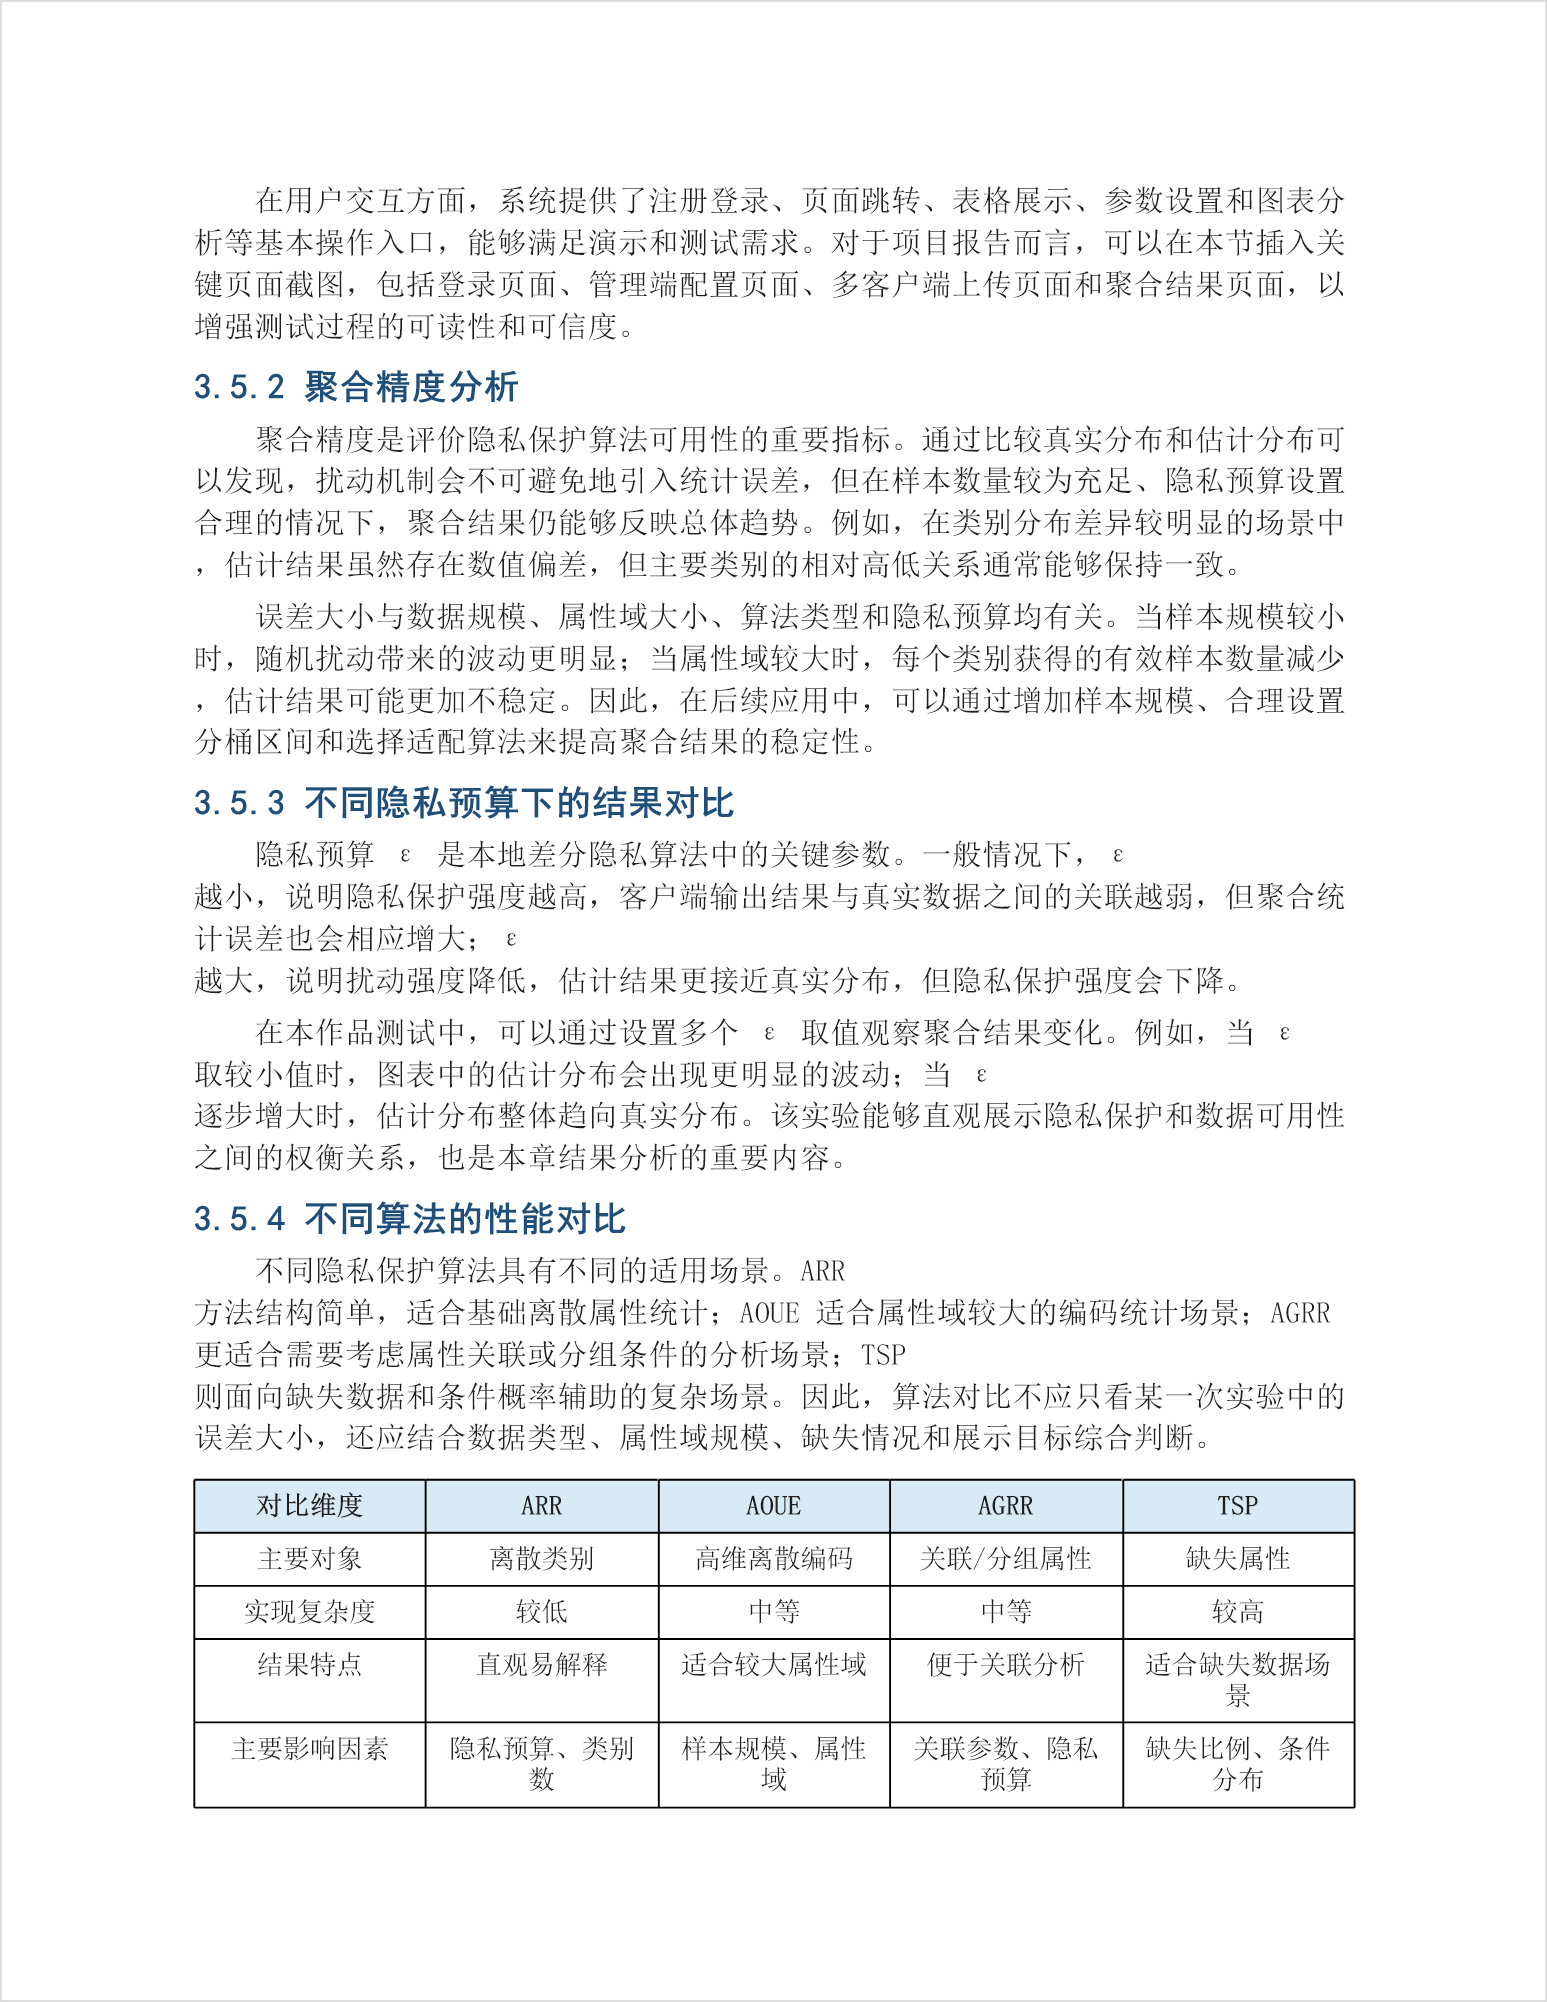 在用户交互方面，系统提供了注册登录、页面跳转、表格展示、参数设置和图表分
析等基本操作入口，能够满足演示和测试需求。对于项目报告而言，可以在本节插入关
键页面截图，包括登录页面、管理端配置页面、多客户端上传页面和聚合结果页面，以
增强测试过程的可读性和可信度。
3.5.2 聚合精度分析
聚合精度是评价隐私保护算法可用性的重要指标。通过比较真实分布和估计分布可
以发现，扰动机制会不可避免地引入统计误差，但在样本数量较为充足、隐私预算设置
合理的情况下，聚合结果仍能够反映总体趋势。例如，在类别分布差异较明显的场景中
，估计结果虽然存在数值偏差，但主要类别的相对高低关系通常能够保持一致。
误差大小与数据规模、属性域大小、算法类型和隐私预算均有关。当样本规模较小
时，随机扰动带来的波动更明显；当属性域较大时，每个类别获得的有效样本数量减少
，估计结果可能更加不稳定。因此，在后续应用中，可以通过增加样本规模、合理设置
分桶区间和选择适配算法来提高聚合结果的稳定性。
3.5.3 不同隐私预算下的结果对比
隐私预算 ε 是本地差分隐私算法中的关键参数。一般情况下，ε
越小，说明隐私保护强度越高，客户端输出结果与真实数据之间的关联越弱，但聚合统
计误差也会相应增大；ε
越大，说明扰动强度降低，估计结果更接近真实分布，但隐私保护强度会下降。
在本作品测试中，可以通过设置多个 ε 取值观察聚合结果变化。例如，当 ε
取较小值时，图表中的估计分布会出现更明显的波动；当 ε
逐步增大时，估计分布整体趋向真实分布。该实验能够直观展示隐私保护和数据可用性
之间的权衡关系，也是本章结果分析的重要内容。
3.5.4 不同算法的性能对比
不同隐私保护算法具有不同的适用场景。ARR
方法结构简单，适合基础离散属性统计；AOUE 适合属性域较大的编码统计场景；AGRR
更适合需要考虑属性关联或分组条件的分析场景；TSP
则面向缺失数据和条件概率辅助的复杂场景。因此，算法对比不应只看某一次实验中的
误差大小，还应结合数据类型、属性域规模、缺失情况和展示目标综合判断。
对比维度 ARR AOUE AGRR TSP
主要对象 离散类别 高维离散编码 关联/分组属性 缺失属性
实现复杂度 较低 中等 中等 较高
结果特点 直观易解释 适合较大属性域 便于关联分析 适合缺失数据场
景
主要影响因素 隐私预算、类别 样本规模、属性 关联参数、隐私 缺失比例、条件
数 域 预算 分布